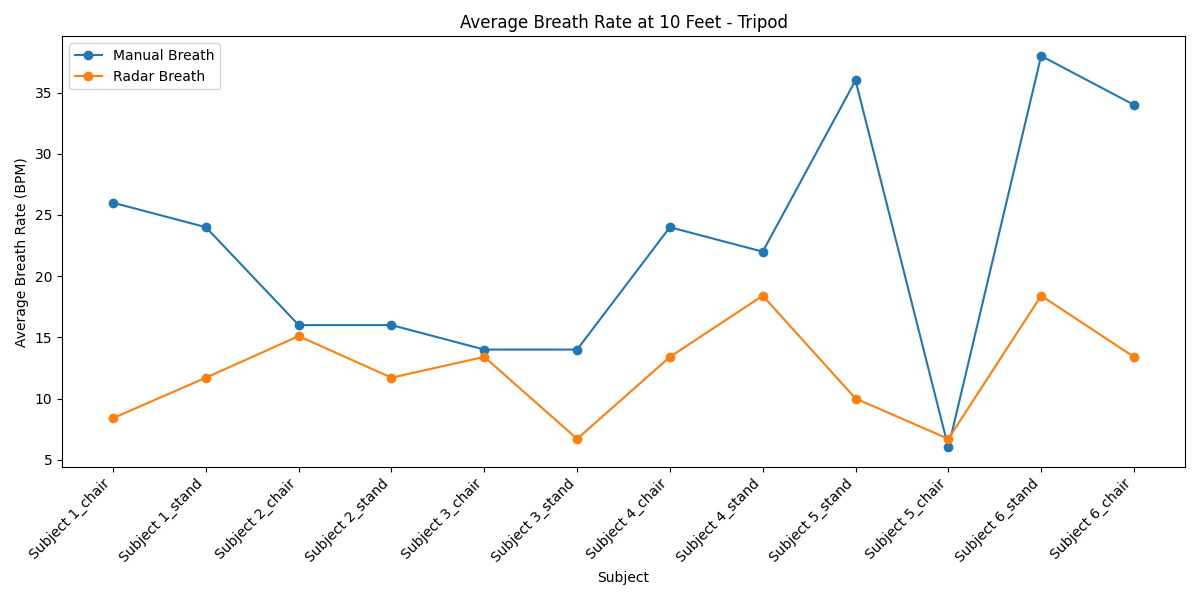 Average Breath Rate at 10 Feet - Tripod
Manual Breath
Radar Breath
Average Breath Rate (BPM)
35
30
25
20
15
10
5
Subject 1_chair
Subject 1_stand
Subject 2_chair
Subject 2_stand
Subject 3_chair
Subject 3_stand
Subject 4_chair
Subject 4_stand
Subject 5_stand
Subject 5_chair
Subject 6_stand
Subject 6_chair
Subject